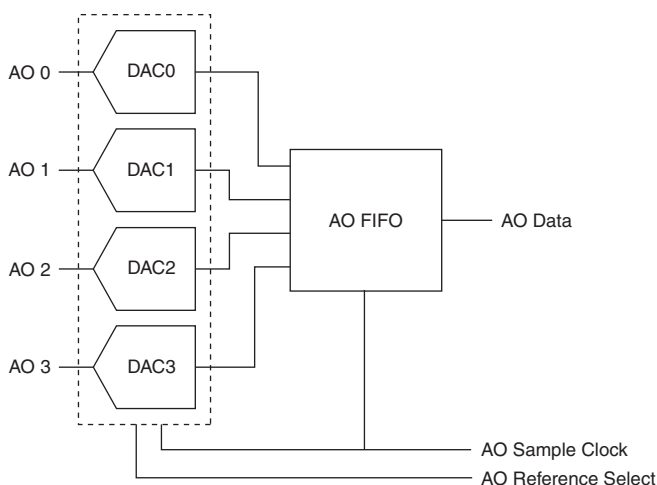 AO 0
DAC0
AO 1
DAC1
AO 2
DAC2
AO 3
DAC3
AO FIFO
AO Data
AO Sample Clock
AO Reference Select